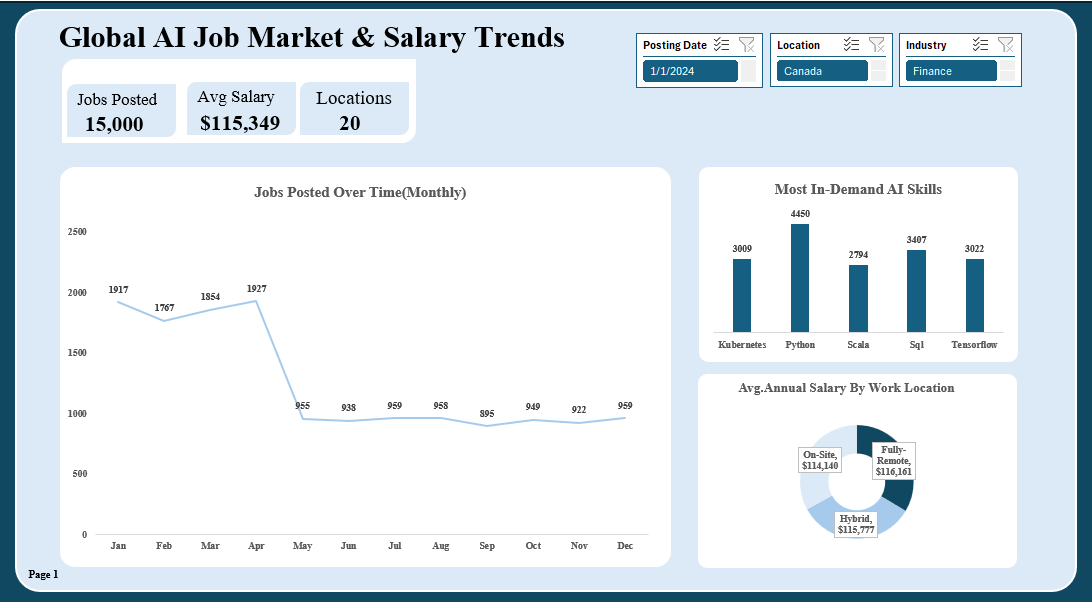 Global AI Job Market & Salary Trends
Posting Date
1/1/2024
Location
Canada
Industry
Finance
Jobs Posted
15,000
Avg Salary
$115,349
Locations
20
Jobs Posted Over Time(Monthly)
2500
2000
1500
1000
500
0
1917
1767
1854
1927
955
938
959
958
895
949
922
959
Jan
Feb
Mar
Apr
May
Jun
Jul
Aug
Sep
Oct
Nov
Dec
Most In-Demand AI Skills
3009
4450
2794
3407
3022
Kubernetes
Python
Scala
Sql
Tensorflow
Avg.Annual Salary By Work Location
On-Site,
$114,140
Fully-
Remote,
$116,161
Hybrid,
$115,777
Page 1